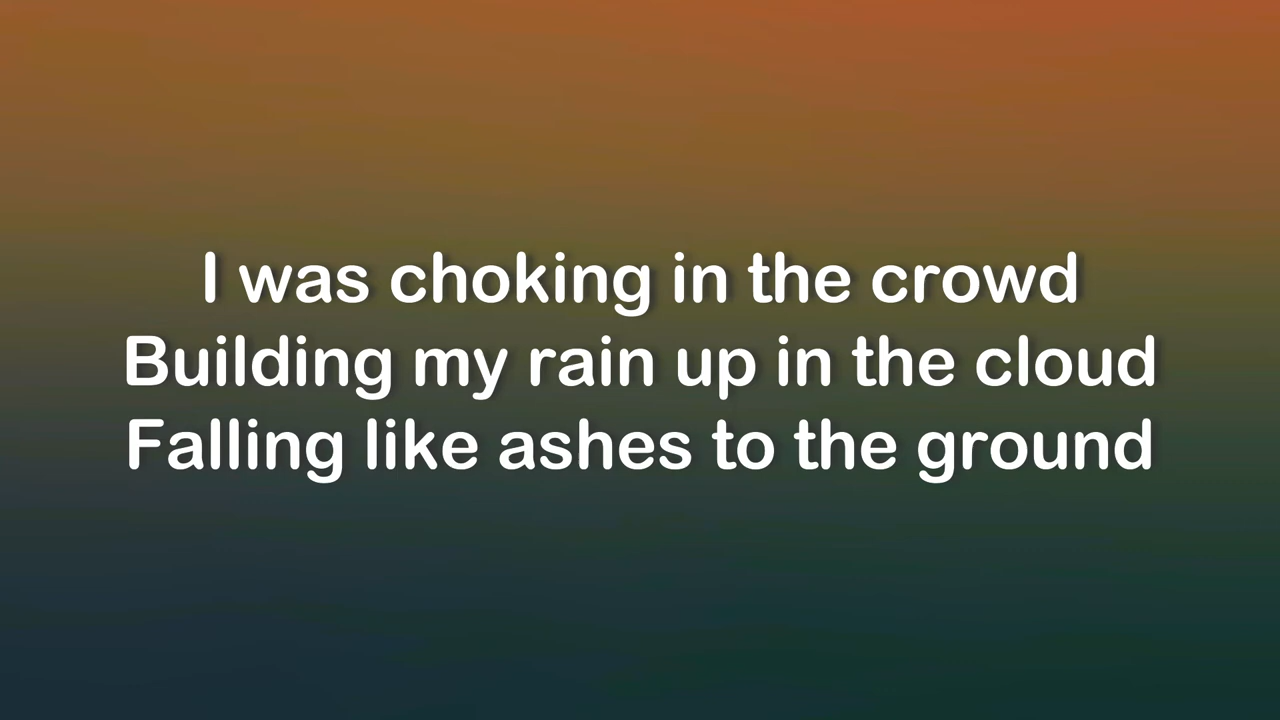 I was choking in the crowd
Building my rain up in the cloud
Falling like ashes to the ground